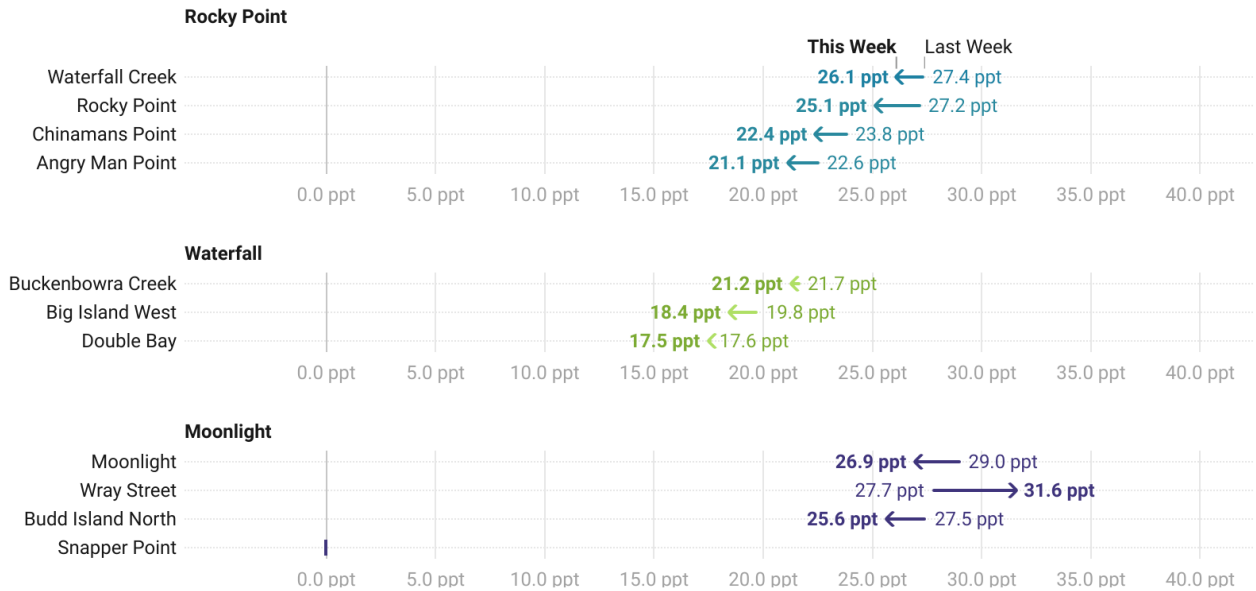 Rocky Point
This Week Last Week
Waterfall Creek 26.1 ppt 27.4 ppt
Rocky Point 25.1 ppt 27.2 ppt
Chinamans Point 22.4 ppt 23.8 ppt
Angry Man Point 21.1 ppt 22.6 ppt
0.0 ppt 5.0 ppt 10.0 ppt 15.0 ppt 20.0 ppt 25.0 ppt 30.0 ppt 35.0 ppt 40.0 ppt
Waterfall
Buckenbowra Creek 21.2 ppt 21.7 ppt
Big Island West 18.4 ppt 19.8 ppt
Double Bay 17.5 ppt 17.6 ppt
0.0 ppt 5.0 ppt 10.0 ppt 15.0 ppt 20.0 ppt 25.0 ppt 30.0 ppt 35.0 ppt 40.0 ppt
Moonlight
Moonlight 26.9 ppt 29.0 ppt
Wray Street 27.7 ppt 31.6 ppt
Budd Island North 25.6 ppt 27.5 ppt
Snapper Point
0.0 ppt 5.0 ppt 10.0 ppt 15.0 ppt 20.0 ppt 25.0 ppt 30.0 ppt 35.0 ppt 40.0 ppt